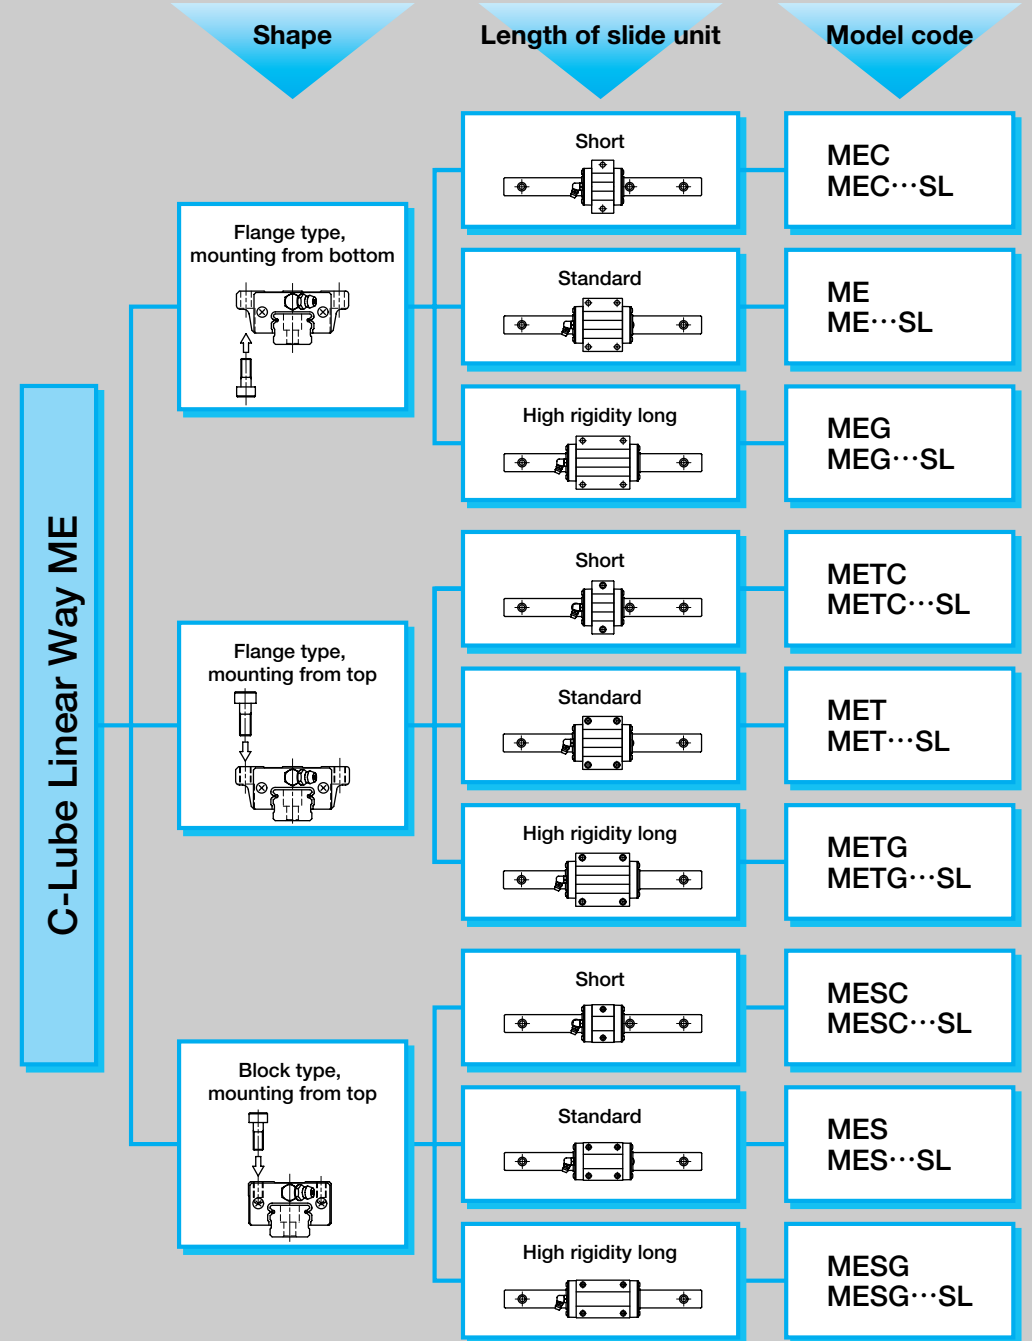 Shape
Length of slide unit
Model code
C-Lube Linear Way ME
Flange type,
mounting from bottom
Short
MEC
MEC···SL
Standard
ME
ME···SL
High rigidity long
MEG
MEG···SL
Flange type,
mounting from top
Short
METC
METC···SL
Standard
MET
MET···SL
High rigidity long
METG
METG···SL
Block type,
mounting from top
Short
MESC
MESC···SL
Standard
MES
MES···SL
High rigidity long
MESG
MESG···SL